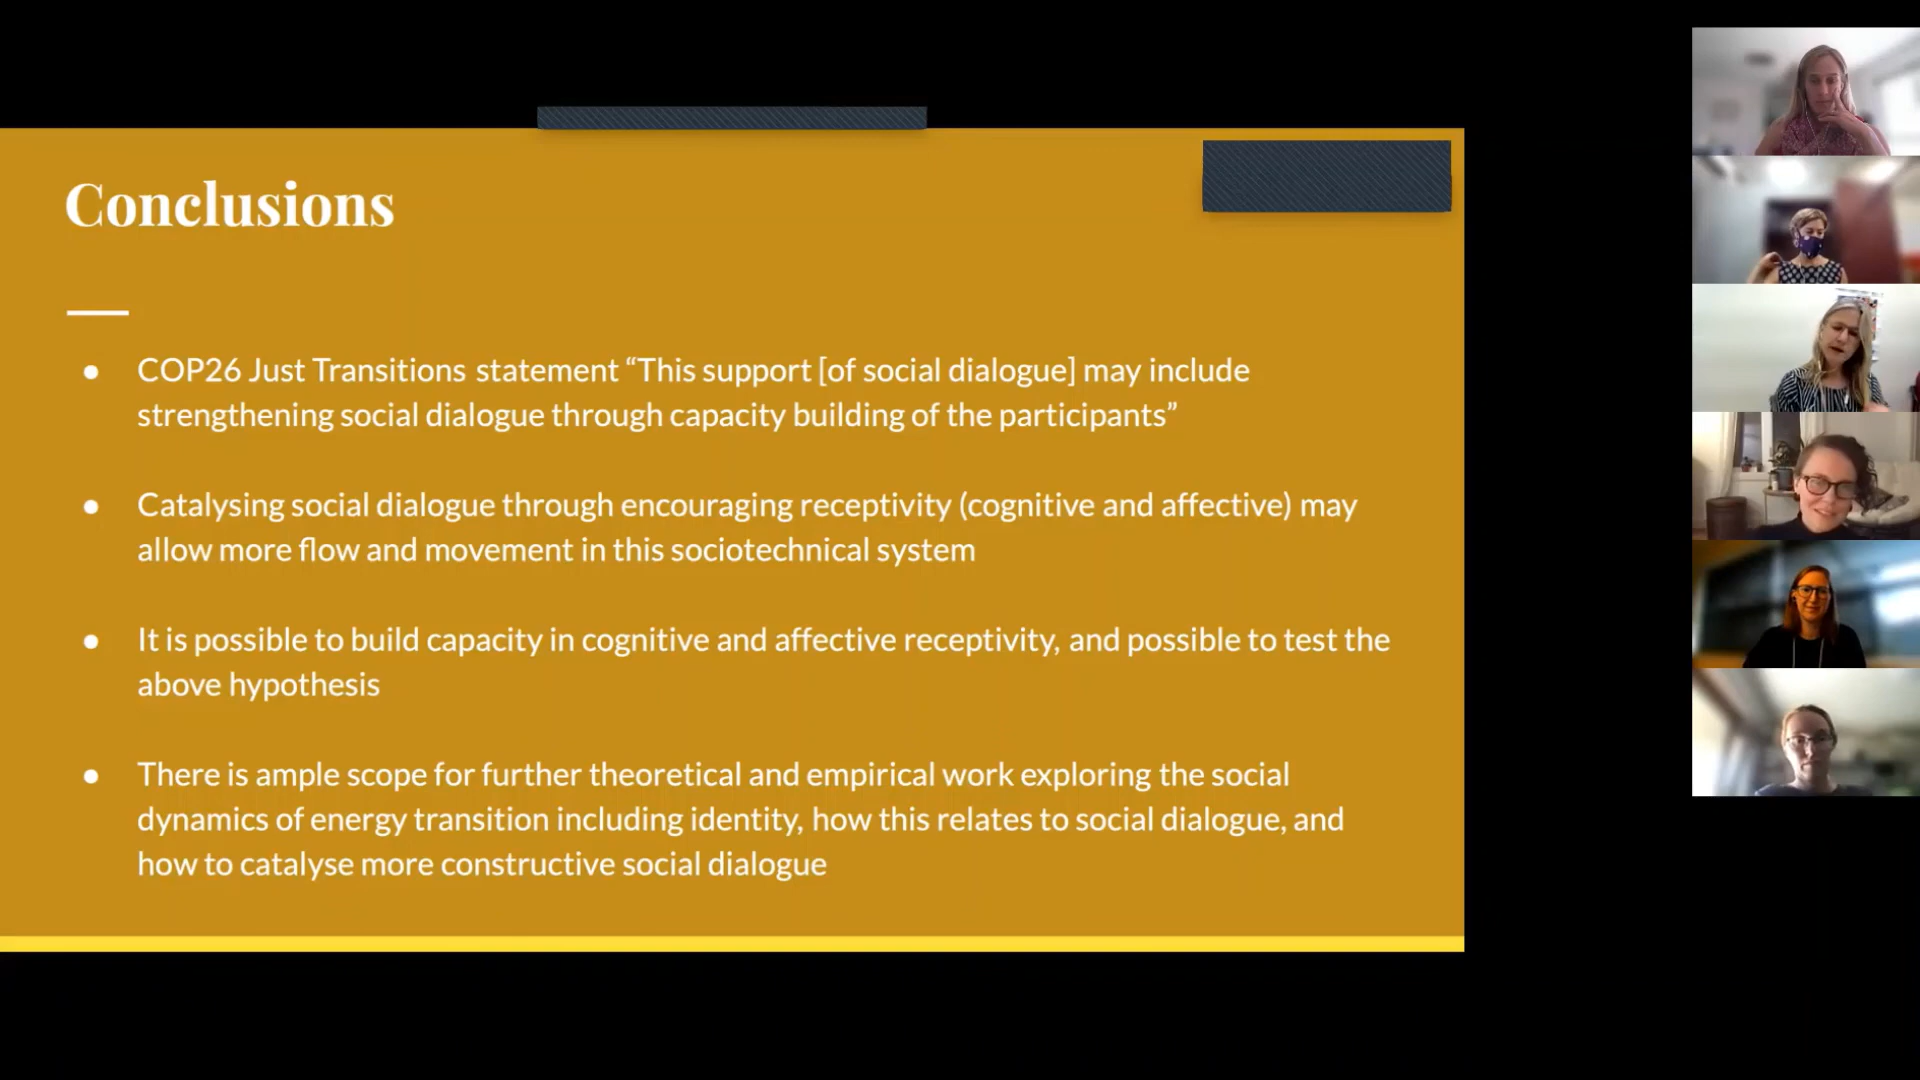 Conclusions
● COP26 Just Transitions statement “This support [of social dialogue] may include
strengthening social dialogue through capacity building of the participants”
● Catalysing social dialogue through encouraging receptivity (cognitive and affective) may
allow more flow and movement in this sociotechnical system
● It is possible to build capacity in cognitive and affective receptivity, and possible to test the
above hypothesis
● There is ample scope for further theoretical and empirical work exploring the social
dynamics of energy transition including identity, how this relates to social dialogue, and
how to catalyse more constructive social dialogue